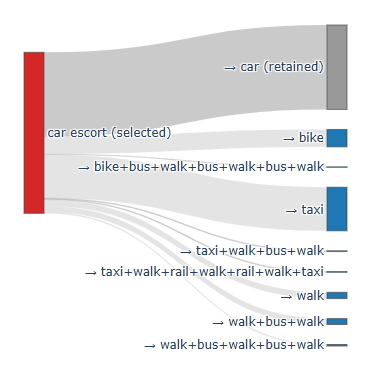 → car (retained)
car escort (selected)
→ bike
→ bike+bus+walk+bus+walk+bus+walk
→ taxi
→ taxi+walk+bus+walk
→ taxi+walk+rail+walk+rail+walk+taxi
→ walk
→ walk+bus+walk
→ walk+bus+walk+bus+walk